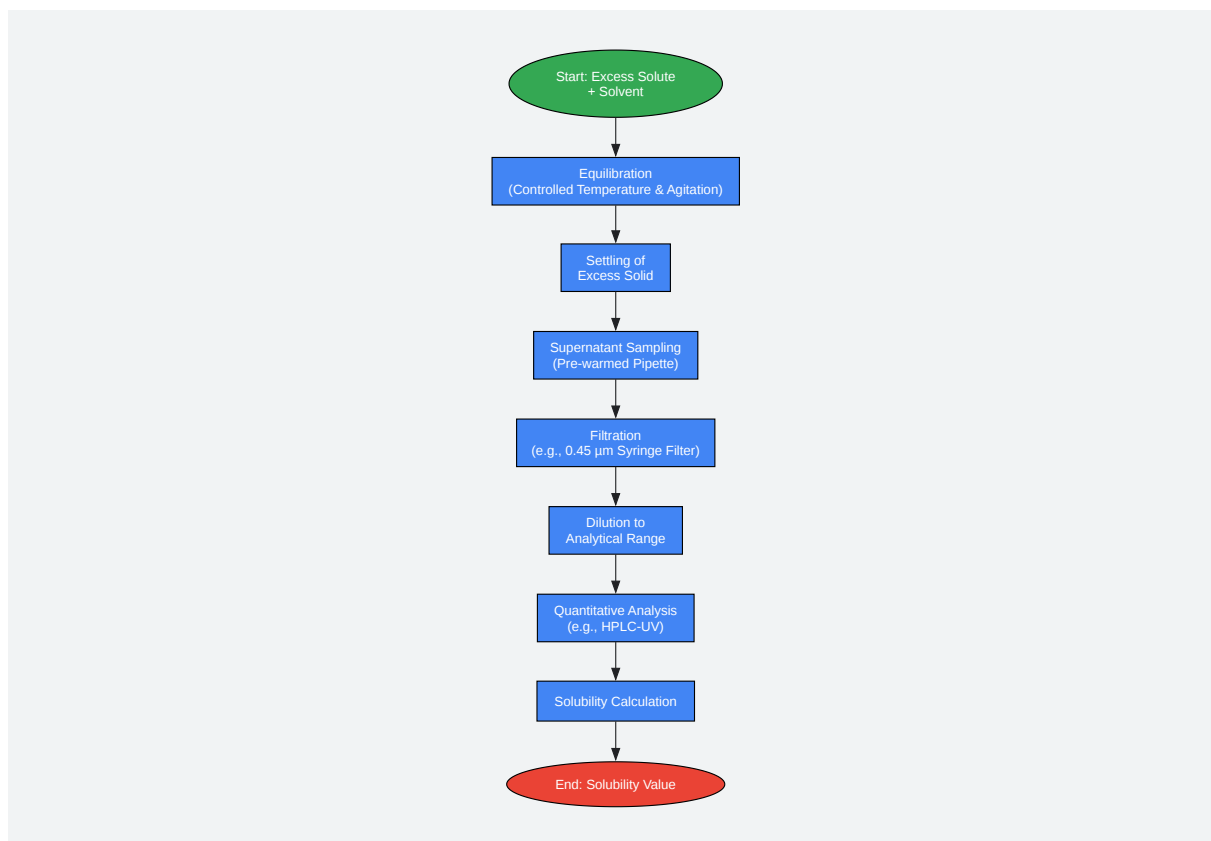 Start: Excess Solute
+ Solvent
Equilibration
(Controlled Temperature & Agitation)
Settling of
Excess Solid
Supernatant Sampling
(Pre-warmed Pipette)
Filtration
(e.g., 0.45 µm Syringe Filter)
Dilution to
Analytical Range
Quantitative Analysis
(e.g., HPLC-UV)
Solubility Calculation
End: Solubility Value